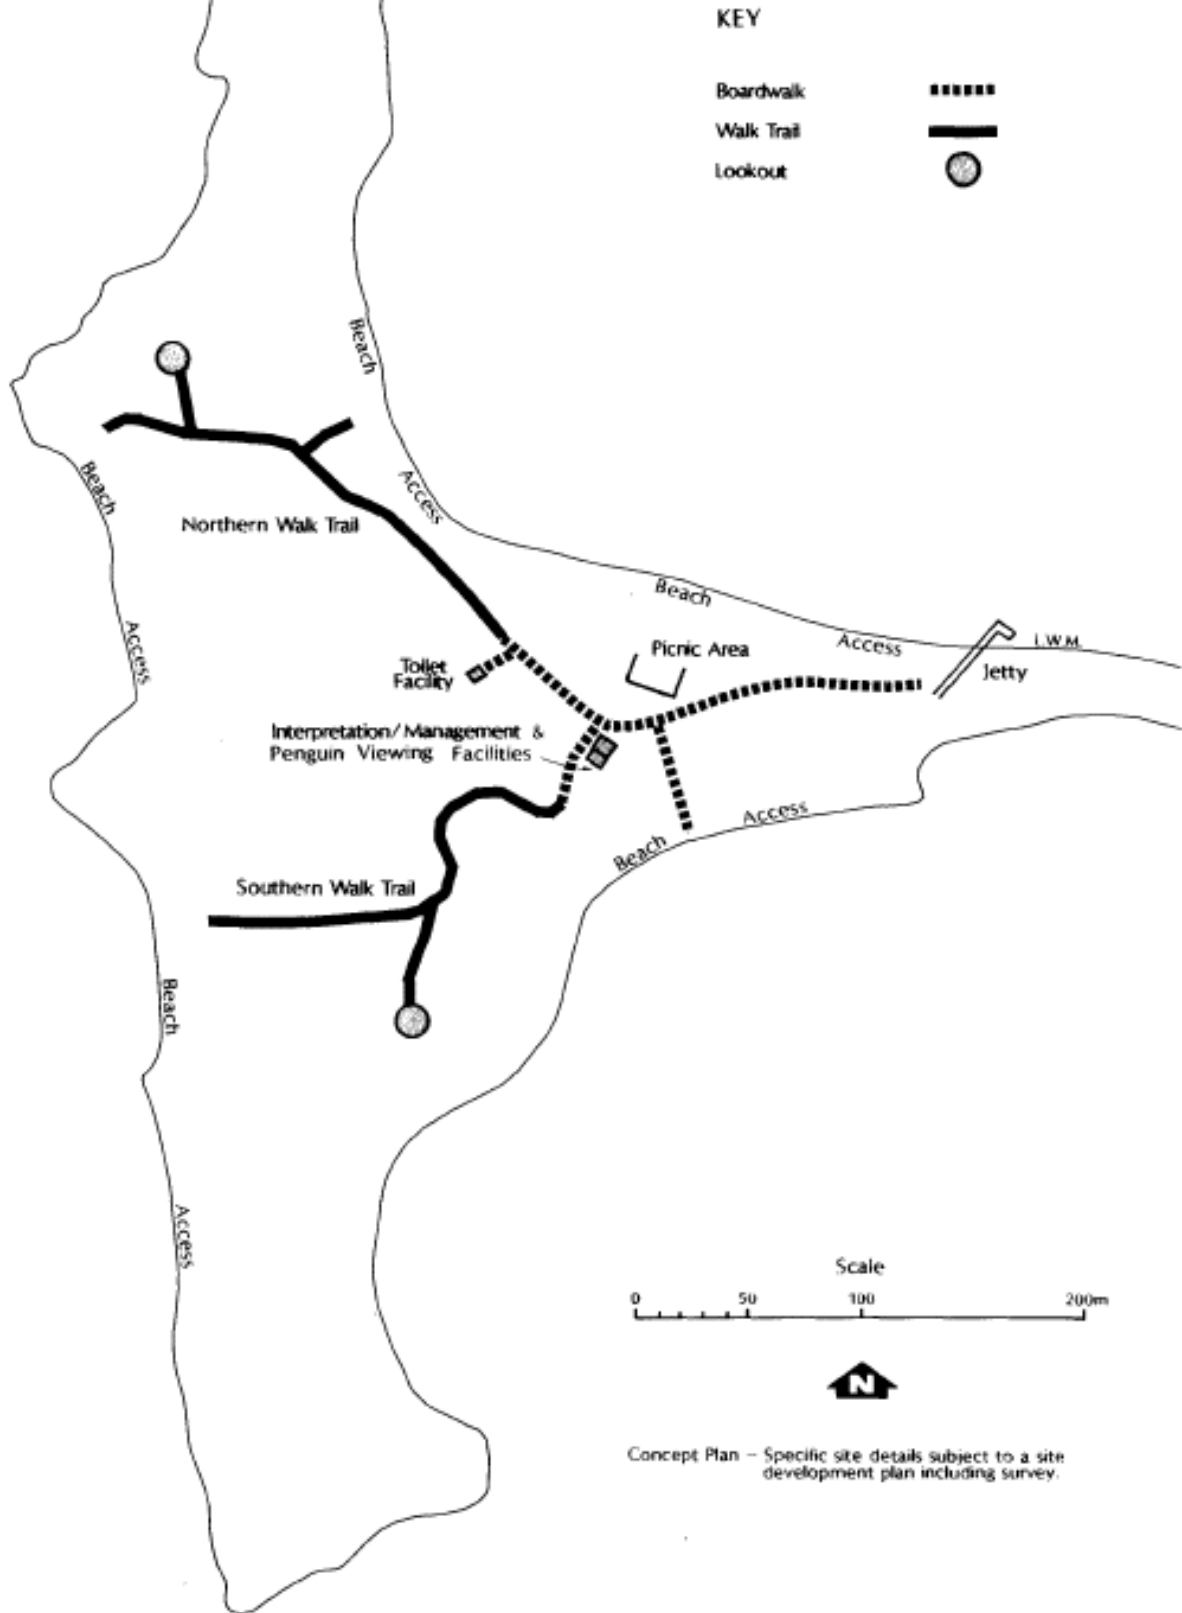 KEY
Boardwalk
Walk Trail
Lookout
Beach
Access
Beach
Northern Walk Trail
Access
Beach
Access
L.W.M.
Picnic Area
Jetty
Toilet
Facility
Interpretation/Management &
Penguin Viewing Facilities
Access
Beach
Southern Walk Trail
Beach
Access
Scale
0 50 100 200m
N
Concept Plan – Specific site details subject to a site
development plan including survey.